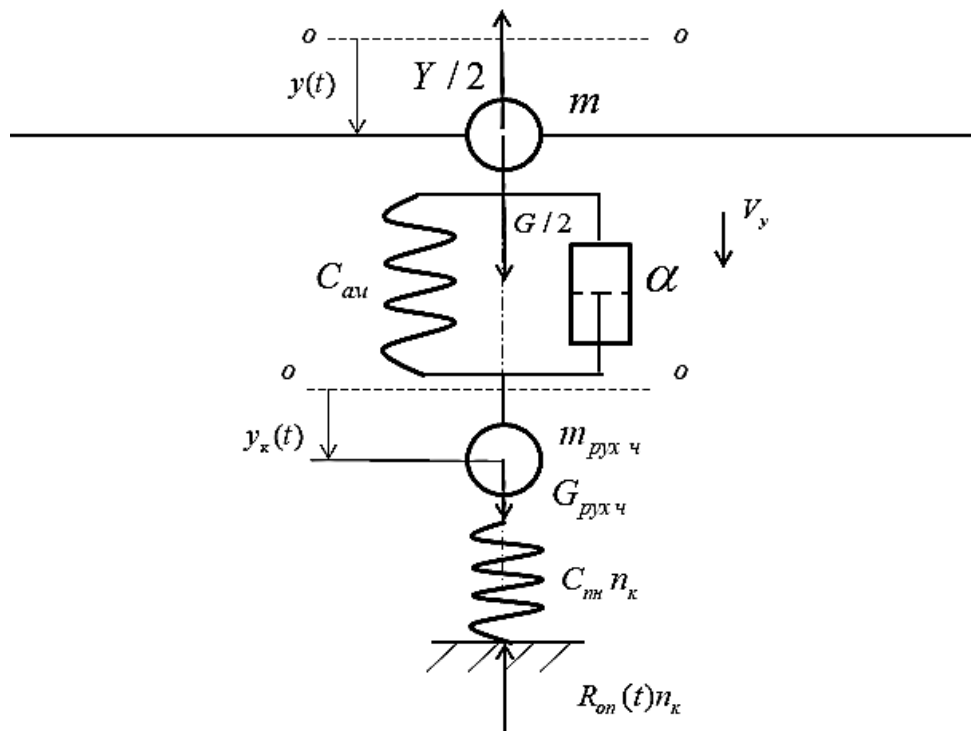 o o
Y / 2
m
y(t)
G / 2
V_y
C_ам
α
o o
y_к(t)
m_рух ч
G_рух ч
C_пн n_к
R_оп (t)n_к